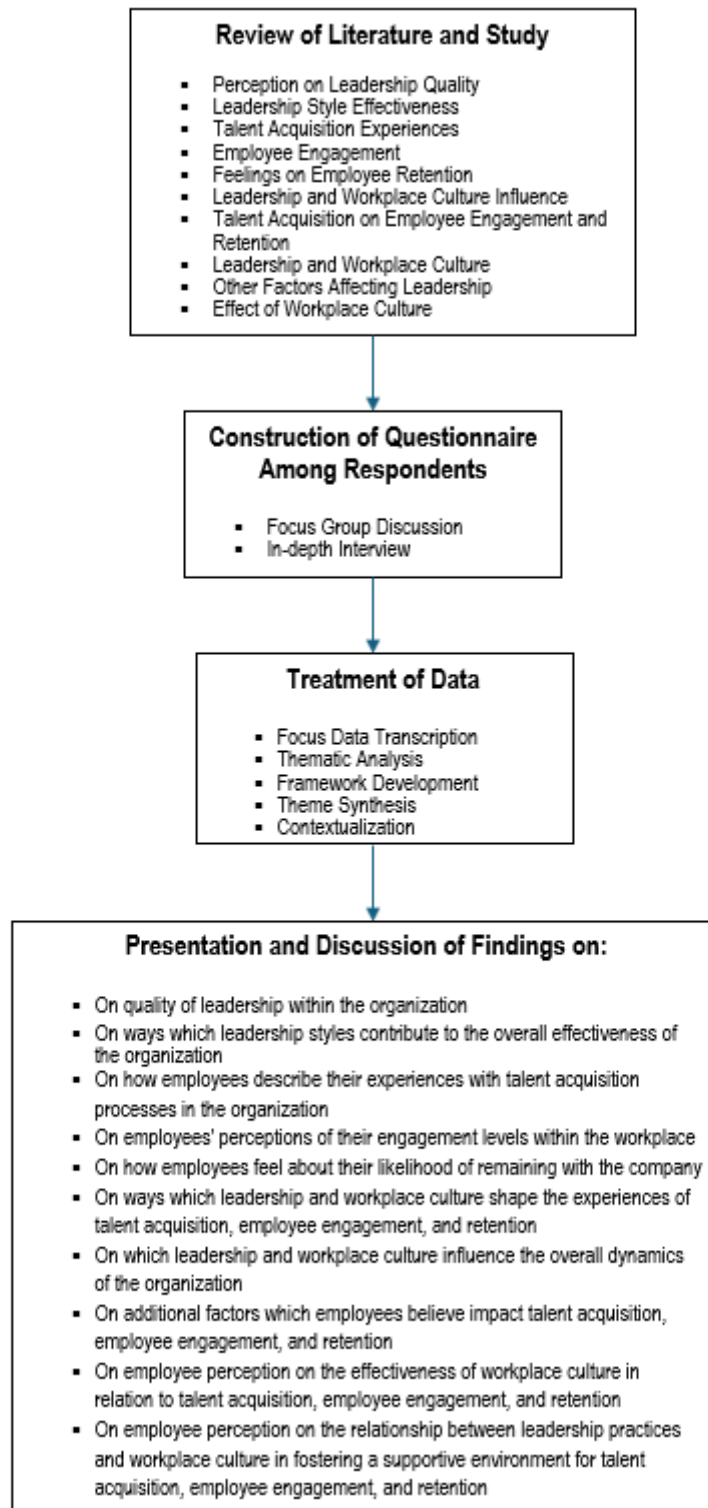 Review of Literature and Study
▪ Perception on Leadership Quality
▪ Leadership Style Effectiveness
▪ Talent Acquisition Experiences
▪ Employee Engagement
▪ Feelings on Employee Retention
▪ Leadership and Workplace Culture Influence
▪ Talent Acquisition on Employee Engagement and
Retention
▪ Leadership and Workplace Culture
▪ Other Factors Affecting Leadership
▪ Effect of Workplace Culture
Construction of Questionnaire
Among Respondents
▪ Focus Group Discussion
▪ In-depth Interview
Treatment of Data
▪ Focus Data Transcription
▪ Thematic Analysis
▪ Framework Development
▪ Theme Synthesis
▪ Contextualization
Presentation and Discussion of Findings on:
▪ On quality of leadership within the organization
▪ On ways which leadership styles contribute to the overall effectiveness of
the organization
▪ On how employees describe their experiences with talent acquisition
processes in the organization
▪ On employees' perceptions of their engagement levels within the workplace
▪ On how employees feel about their likelihood of remaining with the company
▪ On ways which leadership and workplace culture shape the experiences of
talent acquisition, employee engagement, and retention
▪ On which leadership and workplace culture influence the overall dynamics
of the organization
▪ On additional factors which employees believe impact talent acquisition,
employee engagement, and retention
▪ On employee perception on the effectiveness of workplace culture in
relation to talent acquisition, employee engagement, and retention
▪ On employee perception on the relationship between leadership practices
and workplace culture in fostering a supportive environment for talent
acquisition, employee engagement, and retention